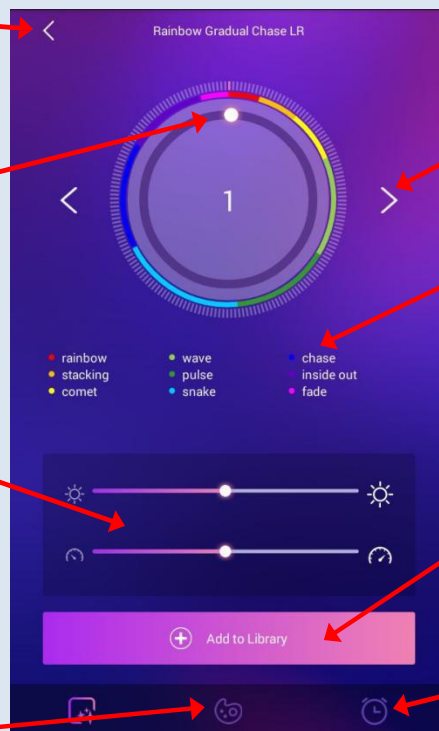 Rainbow Gradual Chase LR
1
rainbow wave chase
stacking pulse inside out
comet snake fade
Add to Library